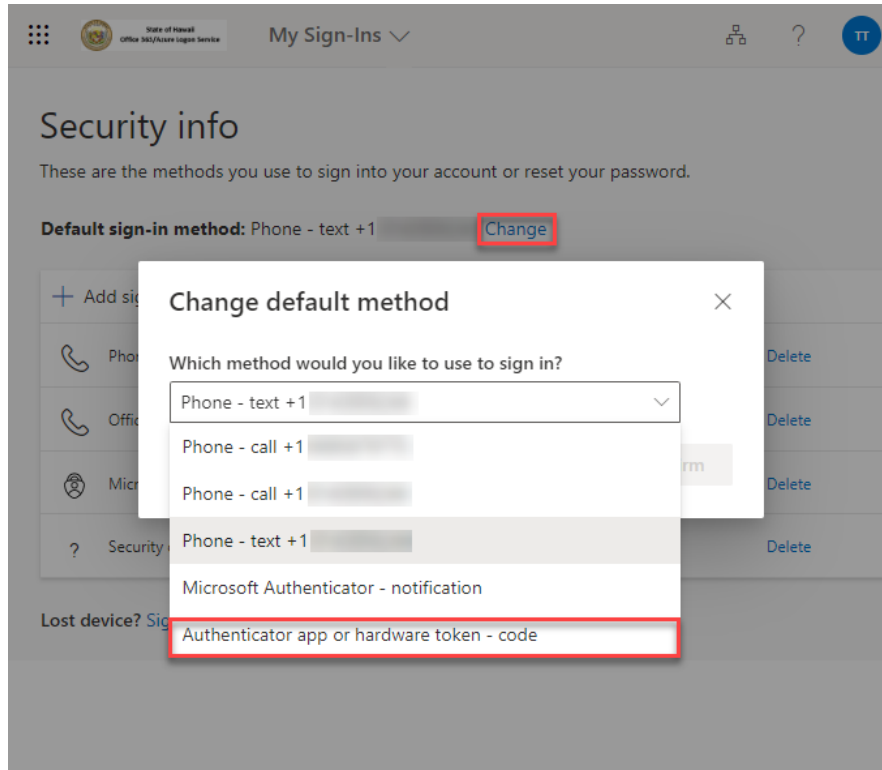 State of Hawaii
Office 365/Azure Logon Service
My Sign-Ins
?
TT
Security info
These are the methods you use to sign into your account or reset your password.
Default sign-in method: Phone - text +1 Change
+ Add sig
Change default method
Which method would you like to use to sign in?
Phon
Delete
Phone - text +1
Offic
Delete
Phone - call +1
rm
Micr
Delete
Phone - call +1
? Security
Phone - text +1
Delete
Microsoft Authenticator - notification
Lost device? Sig
Authenticator app or hardware token - code